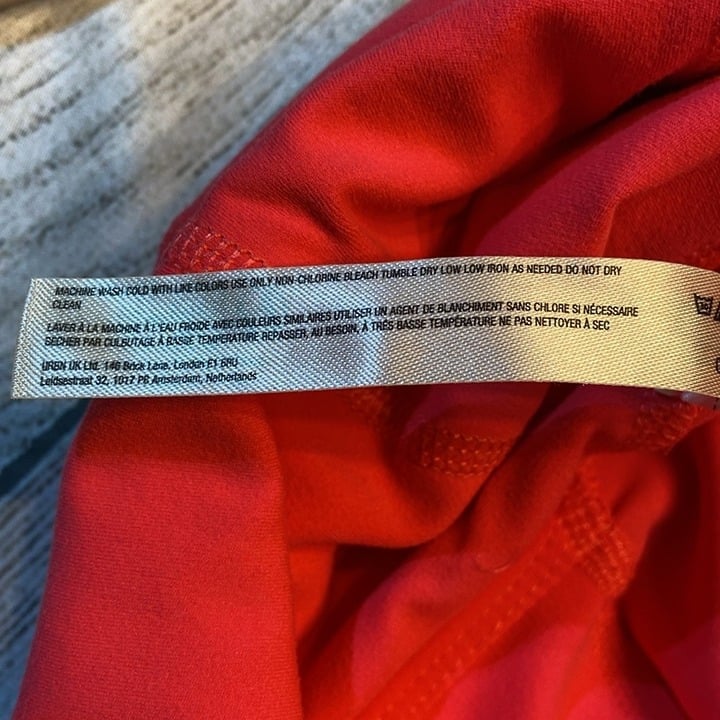 MACHINE WASH COLD WITH LIKE COLORS USE ONLY NON-CHLORINE BLEACH TUMBLE DRY LOW LOW IRON AS NEEDED DO NOT DRY
CLEAN
LAVER À LA MACHINE À L'EAU FROIDE AVEC COULEURS SIMILAIRES UTILISER UN AGENT DE BLANCHIMENT SANS CHLORE SI NÉCESSAIRE
SECHER PAR CULBUTAGE À BASSE TEMPÉRATURE REPASSER, AU BESOIN, À TRÈS BASSE TEMPÉRATURE NE PAS NETTOYER À SEC
URBN UK Ltd. 146 Brick Lane, London E1 6RU
Leidsestraat 32, 1017 PB Amsterdam, Netherlands